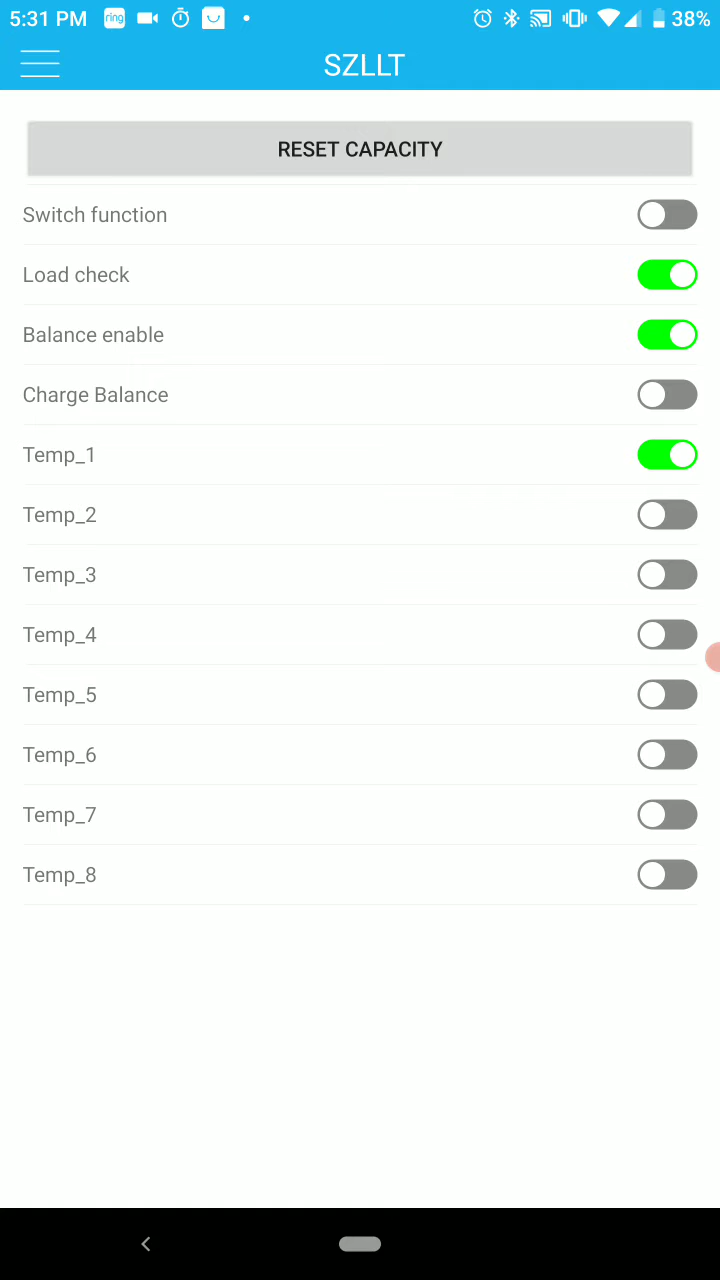 5:31 PM ring 38%
SZLLT
RESET CAPACITY
Switch function
Load check
Balance enable
Charge Balance
Temp_1
Temp_2
Temp_3
Temp_4
Temp_5
Temp_6
Temp_7
Temp_8